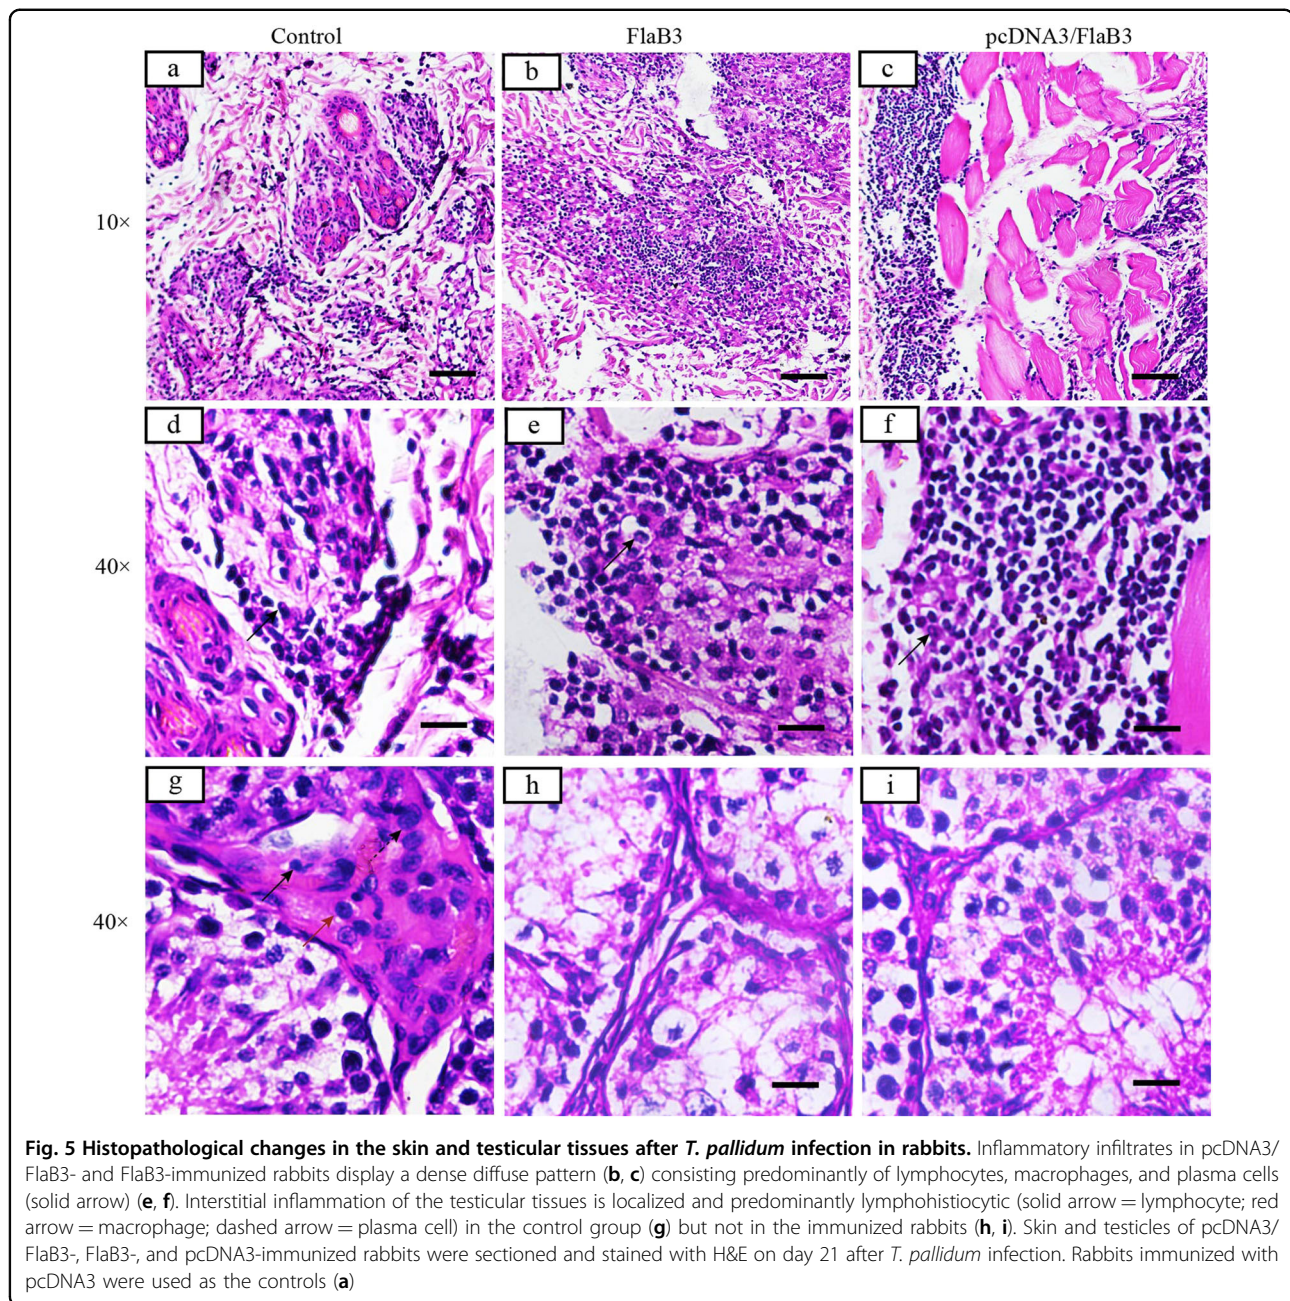 Control FlaB3 pcDNA3/FlaB3
a b c
10×
d e f
40×
g h i
40×
Fig. 5 Histopathological changes in the skin and testicular tissues after T. pallidum infection in rabbits. Inflammatory infiltrates in pcDNA3/
FlaB3- and FlaB3-immunized rabbits display a dense diffuse pattern (b, c) consisting predominantly of lymphocytes, macrophages, and plasma cells
(solid arrow) (e, f). Interstitial inflammation of the testicular tissues is localized and predominantly lymphohistiocytic (solid arrow = lymphocyte; red
arrow = macrophage; dashed arrow = plasma cell) in the control group (g) but not in the immunized rabbits (h, i). Skin and testicles of pcDNA3/
FlaB3-, FlaB3-, and pcDNA3-immunized rabbits were sectioned and stained with H&E on day 21 after T. pallidum infection. Rabbits immunized with
pcDNA3 were used as the controls (a)